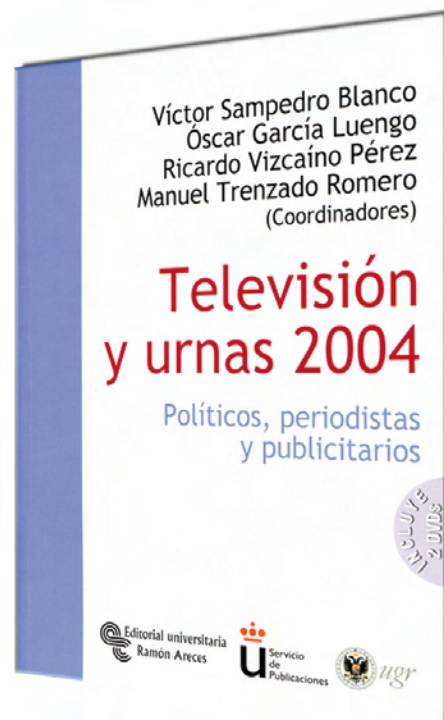 Víctor Sampedro Blanco
Óscar García Luengo
Ricardo Vizcaíno Pérez
Manuel Trenzado Romero
(Coordinadores)
Televisión
y urnas 2004
Políticos, periodistas
y publicitarios
INCLUYE
2 DVDs
Editorial universitaria
Ramón Areces
U Servicio
de
Publicaciones
ugr